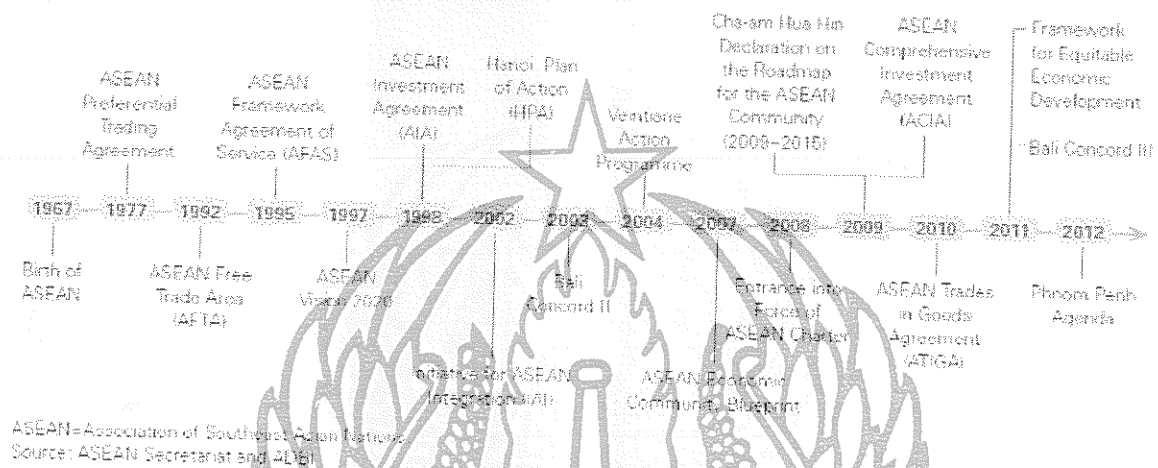 ASEAN
Preferential
Trading
Agreement
ASEAN
Framework
Agreement of
Service (AFAS)
ASEAN
Investment
Agreement
(AIA)
Hanoi Plan
of Action
(HPA)
Vientiane
Action
Programme
Cha-am Hua Hin
Declaration on
the Roadmap
for the ASEAN
Community
(2009–2015)
ASEAN
Comprehensive
Investment
Agreement
(ACIA)
Framework
for Equitable
Economic
Development
Bali Concord III
1967 1977 1992 1995 1997 1998 2002 2003 2004 2007 2008 2009 2010 2011 2012
Birth of
ASEAN
ASEAN Free
Trade Area
(AFTA)
ASEAN
Vision 2020
Initiative for ASEAN
Integration (IAI)
Bali
Concord II
ASEAN Economic
Community Blueprint
Entrance into
Force of
ASEAN Charter
ASEAN Trades
in Goods
Agreement
(ATIGA)
Phnom Penh
Agenda
ASEAN=Association of Southeast Asian Nations.
Source: ASEAN Secretariat and ADBI